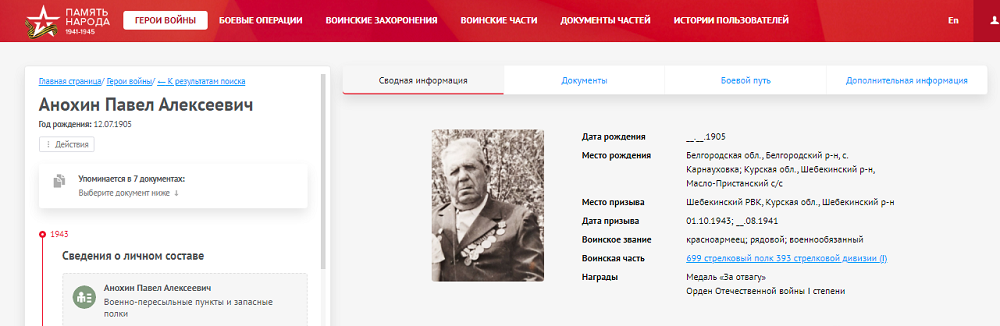 ПАМЯТЬ
НАРОДА
1941-1945
ГЕРОИ ВОЙНЫ
БОЕВЫЕ ОПЕРАЦИИ
ВОИНСКИЕ ЗАХОРОНЕНИЯ
ВОИНСКИЕ ЧАСТИ
ДОКУМЕНТЫ ЧАСТЕЙ
ИСТОРИИ ПОЛЬЗОВАТЕЛЕЙ
En
Главная страница/ Герои войны/ ← К результатам поиска
Анохин Павел Алексеевич
Год рождения: 12.07.1905
Действия
Упоминается в 7 документах:
Выберите документ ниже ↓
1943
Сведения о личном составе
Анохин Павел Алексеевич
Военно-пересыльные пункты и запасные
полки
Сводная информация
Документы
Боевой путь
Дополнительная информация
Дата рождения __.__.1905
Место рождения Белгородская обл., Белгородский р-н, с.
Карнауховка; Курская обл., Шебекинский р-н,
Масло-Пристанский с/с
Место призыва Шебекинский РВК, Курская обл., Шебекинский р-н
Дата призыва 01.10.1943; __.08.1941
Воинское звание красноармеец; рядовой; военнообязанный
Воинская часть 699 стрелковый полк 393 стрелковой дивизии (I)
Награды Медаль «За отвагу»
Орден Отечественной войны I степени